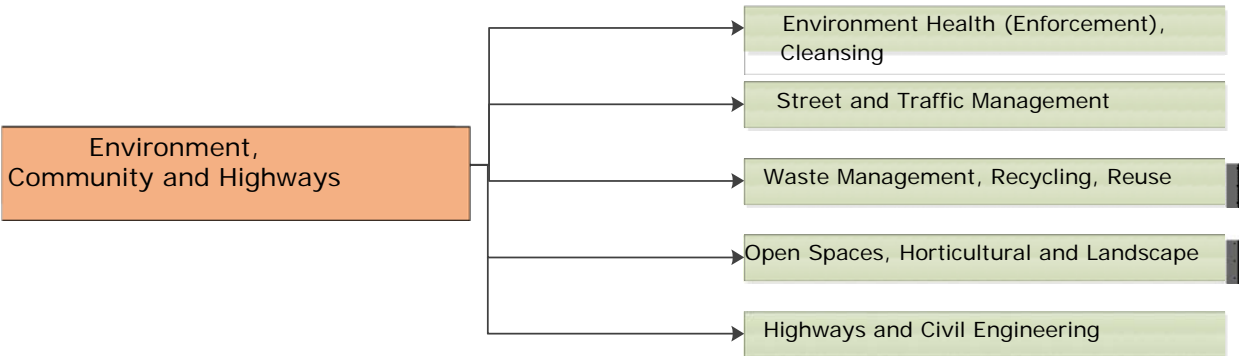 Environment Health (Enforcement),
Cleansing
Street and Traffic Management
Environment,
Community and Highways
Waste Management, Recycling, Reuse
Open Spaces, Horticultural and Landscape
Highways and Civil Engineering